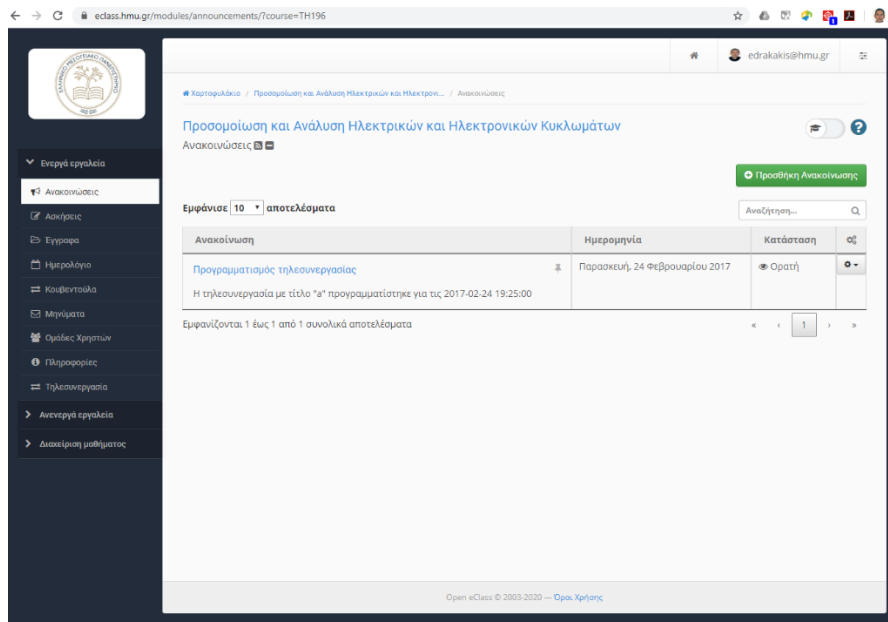 eclass.hmu.gr/modules/announcements/?course=TH196
edrakakis@hmu.gr
Χαρτοφυλάκιο / Προσομοίωση και Ανάλυση Ηλεκτρικών και Ηλεκτρον... / Ανακοινώσεις
Προσομοίωση και Ανάλυση Ηλεκτρικών και Ηλεκτρονικών Κυκλωμάτων
Ανακοινώσεις
Ενεργά εργαλεία
Ανακοινώσεις
Ασκήσεις
Έγγραφα
Ημερολόγιο
Κουβεντούλα
Μηνύματα
Ομάδες Χρηστών
Πληροφορίες
Τηλεσυνεργασία
Ανενεργά εργαλεία
Διαχείριση μαθήματος
Προσθήκη Ανακοίνωσης
Εμφάνισε 10 αποτελέσματα
Αναζήτηση...
Ανακοίνωση Ημερομηνία Κατάσταση
Προγραμματισμός τηλεσυνεργασίας Παρασκευή, 24 Φεβρουαρίου 2017 Ορατή
Η τηλεσυνεργασία με τίτλο "a" προγραμματίστηκε για τις 2017-02-24 19:25:00
Εμφανίζονται 1 έως 1 από 1 συνολικά αποτελέσματα « ‹ 1 › »
Open eClass © 2003-2020 — Όροι Χρήσης